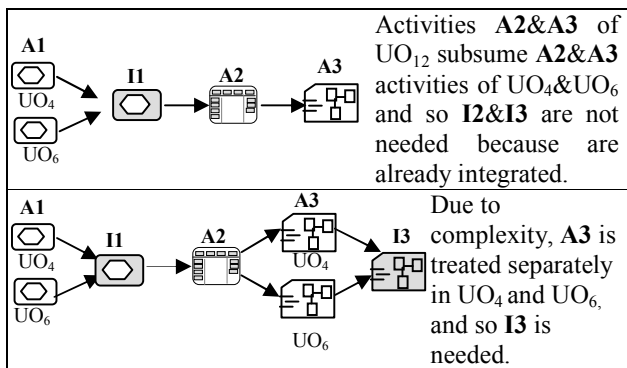 A1
I1
A2
A3
UO4
UO6
Activities A2&A3 of
UO12 subsume A2&A3
activities of UO4&UO6
and so I2&I3 are not
needed because are
already integrated.
A1
I1
A2
A3
I3
UO4
UO6
UO4
UO6
Due to
complexity, A3 is
treated separately
in UO4 and UO6,
and so I3 is
needed.